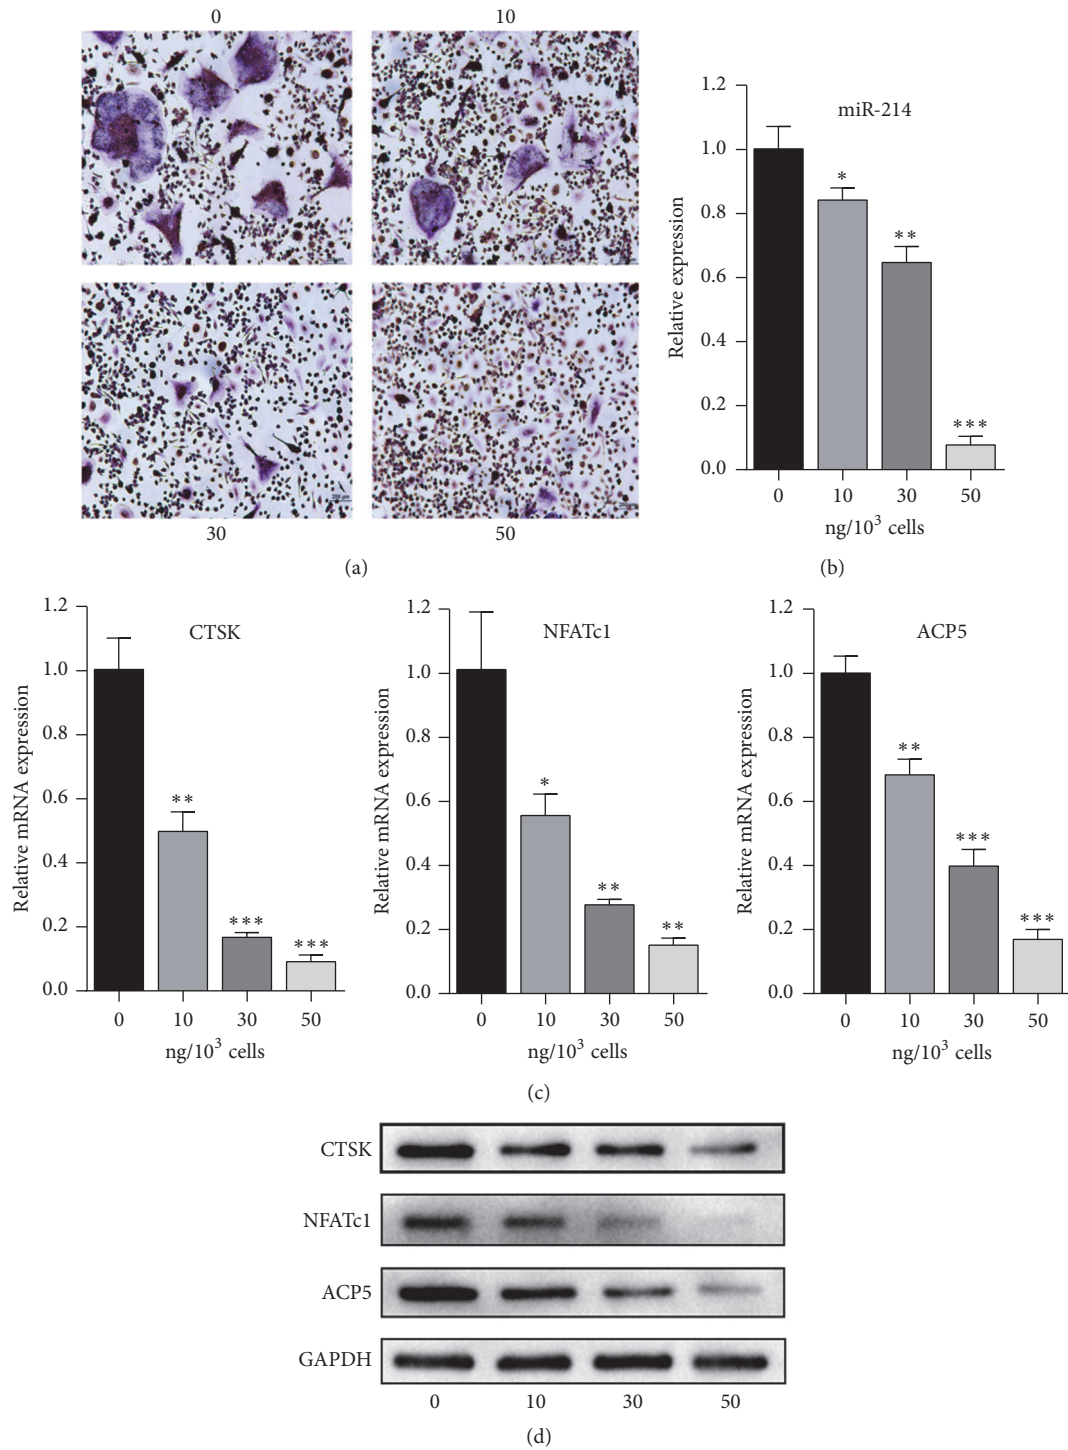 0
10
30
50
(a)
miR-214
Relative expression
1.2
1.0
0.8
0.6
0.4
0.2
0.0
*
**
***
0 10 30 50
ng/10³ cells
(b)
CTSK
Relative mRNA expression
1.2
1.0
0.8
0.6
0.4
0.2
0.0
**
***
***
0 10 30 50
ng/10³ cells
NFATc1
Relative mRNA expression
1.2
1.0
0.8
0.6
0.4
0.2
0.0
*
**
**
0 10 30 50
ng/10³ cells
ACP5
Relative mRNA expression
1.2
1.0
0.8
0.6
0.4
0.2
0.0
**
***
***
0 10 30 50
ng/10³ cells
(c)
CTSK
NFATc1
ACP5
GAPDH
0 10 30 50
(d)